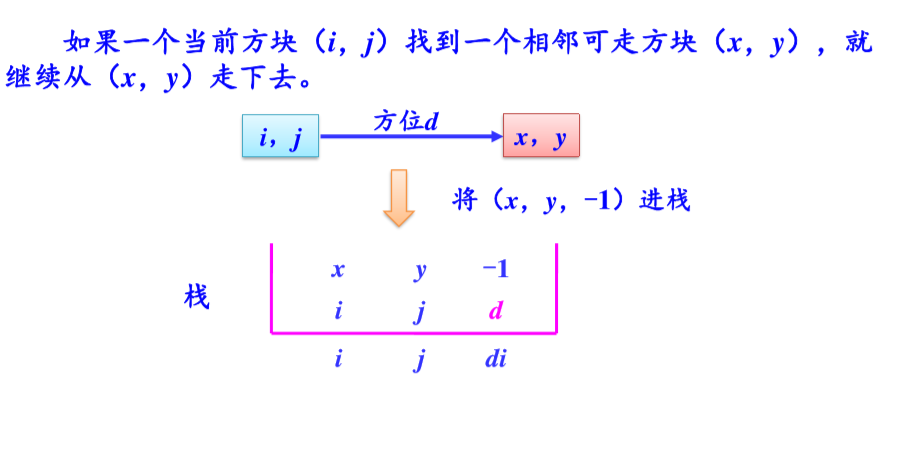 如果一个当前方块（i，j）找到一个相邻可走方块（x，y），就
继续从（x，y）走下去。
方位d
i，j
x，y
将（x，y，-1）进栈
x y -1
栈
i j d
i j di